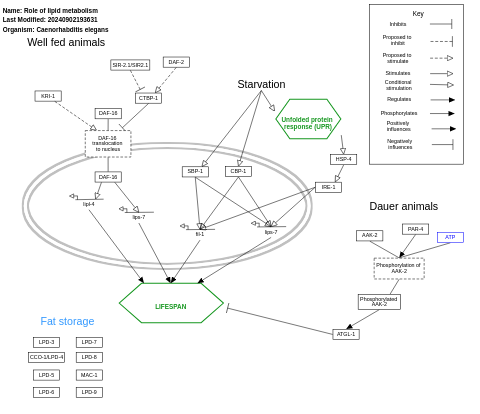 Name: Role of lipid metabolism
Last Modified: 20240902193631
Organism: Caenorhabditis elegans
Well fed animals
SIR-2.1/SIR2.1
DAF-2
KRI-1
CTBP-1
DAF-16
DAF-16
translocation
to nucleus
DAF-16
lipl-4
lips-7
Starvation
Unfolded protein
response (UPR)
HSP-4
IRE-1
SBP-1
CBP-1
fil-1
lips-7
Key
Inhibits
Proposed to
inhibit
Proposed to
stimulate
Stimulates
Conditional
stimulation
Regulates
Phosphorylates
Positively
influences
Negatively
influences
Dauer animals
AAK-2
PAR-4
ATP
Phosphorylation of
AAK-2
Phosphorylated
AAK-2
ATGL-1
LIFESPAN
Fat storage
LPD-3
LPD-7
CCO-1/LPD-4
LPD-8
LPD-5
MAC-1
LPD-6
LPD-9